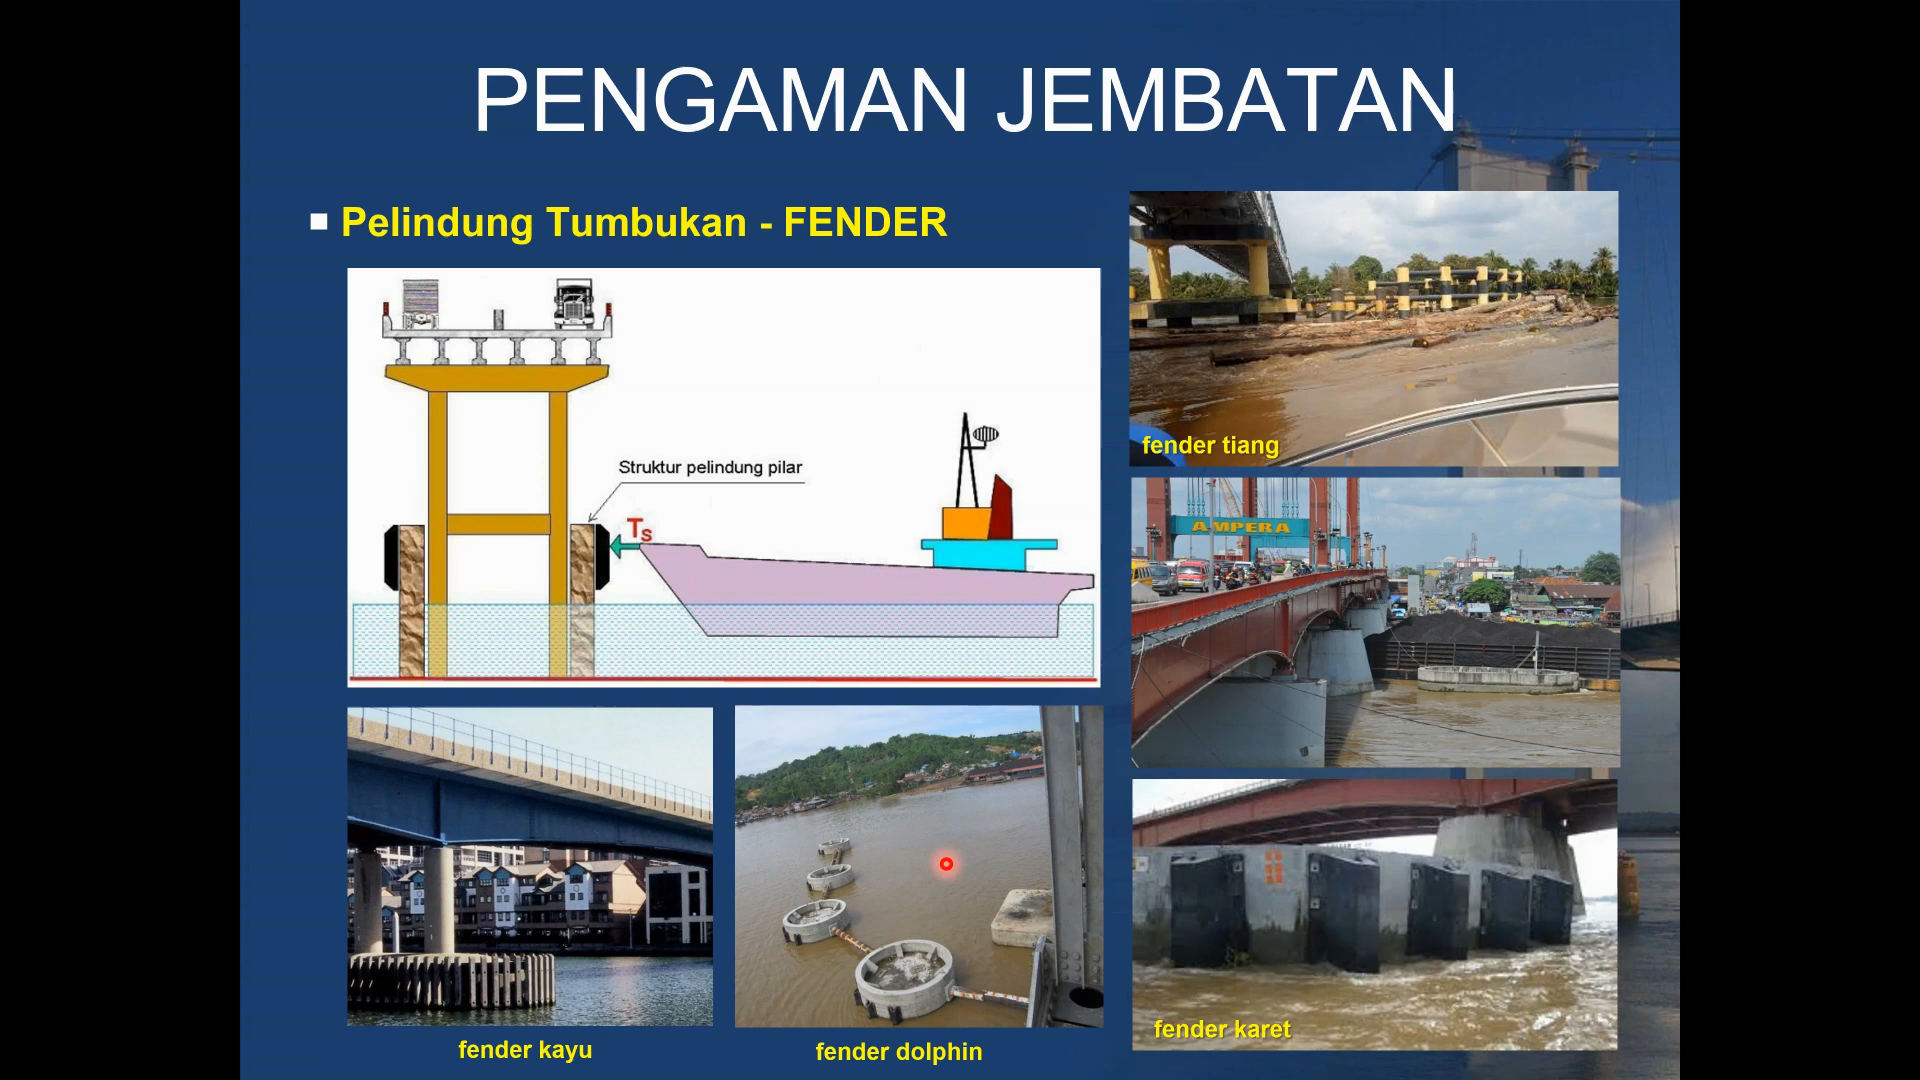 PENGAMAN JEMBATAN
Pelindung Tumbukan - FENDER
Struktur pelindung pilar
Ts
fender tiang
AMPERA
fender kayu
fender dolphin
fender karet